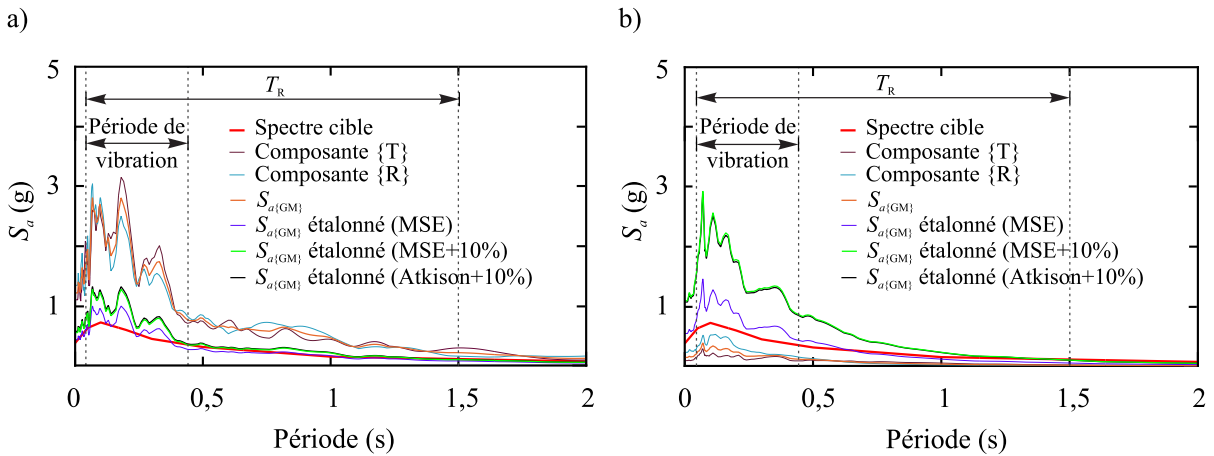 a)
5
3
1
S_a (g)
T_R
Période de
vibration
Spectre cible
Composante {T}
Composante {R}
S_a{GM}
S_a{GM} étalonné (MSE)
S_a{GM} étalonné (MSE+10%)
S_a{GM} étalonné (Atkison+10%)
0 0,5 1 1,5 2
Période (s)
b)
5
3
1
S_a (g)
T_R
Période de
vibration
Spectre cible
Composante {T}
Composante {R}
S_a{GM}
S_a{GM} étalonné (MSE)
S_a{GM} étalonné (MSE+10%)
S_a{GM} étalonné (Atkison+10%)
0 0,5 1 1,5 2
Période (s)